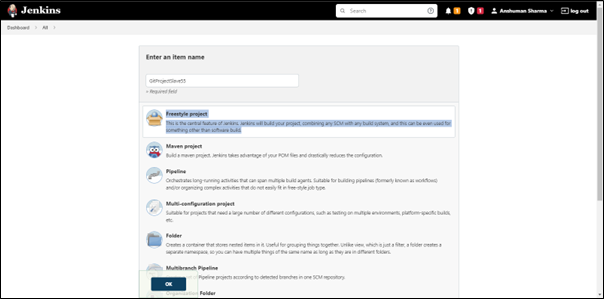 Jenkins
Search
1
1
Anshuman Sharma
log out
Dashboard
All
Enter an item name
» Required field
Freestyle project
This is the central feature of Jenkins. Jenkins will build your project, combining any SCM with any build system, and this can be even used for
something other than software build.
Maven project
Build a maven project. Jenkins takes advantage of your POM files and drastically reduces the configuration.
Pipeline
Orchestrates long-running activities that can span multiple build agents. Suitable for building pipelines (formerly known as workflows)
and/or organizing complex activities that do not easily fit in free-style job type.
Multi-configuration project
Suitable for projects that need a large number of different configurations, such as testing on multiple environments, platform-specific builds,
etc.
Folder
Creates a container that stores nested items in it. Useful for grouping things together. Unlike view, which is just a filter, a folder creates a
separate namespace, so you can have multiple things of the same name as long as they are in different folders.
Multibranch Pipeline
Pipeline projects according to detected branches in one SCM repository.
OK
Folder